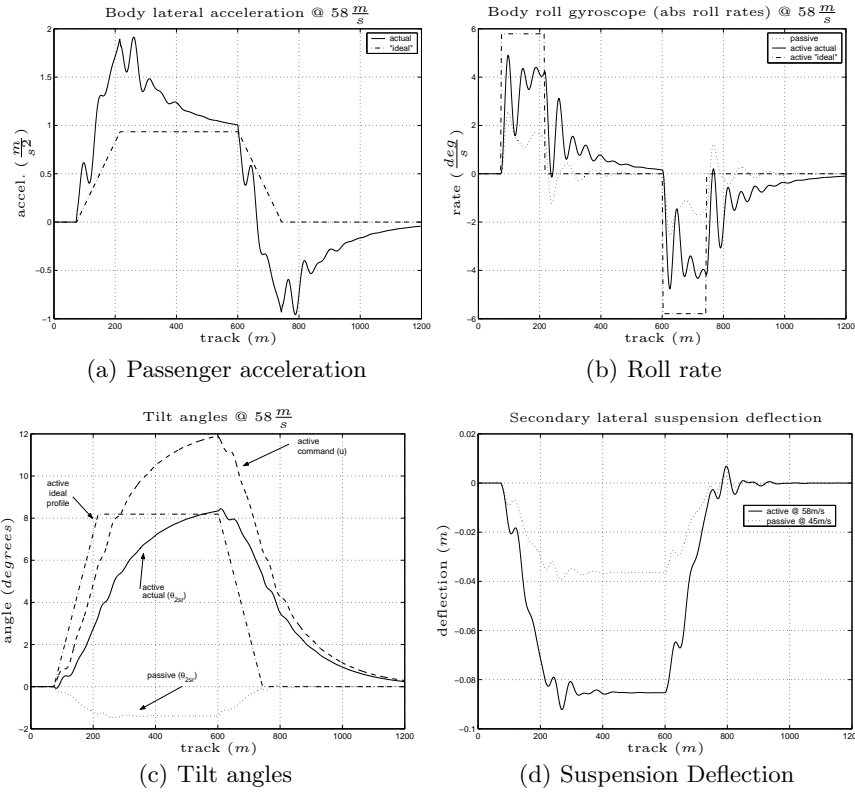 Body lateral acceleration @ 58 m/s
actual
"ideal"
accel. (m/s2)
2
1.5
1
0.5
0
−0.5
−1
0 200 400 600 800 1000 1200
track (m)
(a) Passenger acceleration
Body roll gyroscope (abs roll rates) @ 58 m/s
passive
active actual
active "ideal"
rate (deg/s)
6
4
2
0
−2
−4
−6
0 200 400 600 800 1000 1200
track (m)
(b) Roll rate
Tilt angles @ 58 m/s
active
command (u)
active
ideal
profile
active
actual (θ2sr)
passive (θ2sr)
angle (degrees)
12
10
8
6
4
2
0
−2
0 200 400 600 800 1000 1200
track (m)
(c) Tilt angles
Secondary lateral suspension deflection
active @ 58m/s
passive @ 45m/s
deflection (m)
0.02
0
−0.02
−0.04
−0.06
−0.08
−0.1
0 200 400 600 800 1000 1200
track (m)
(d) Suspension Deflection